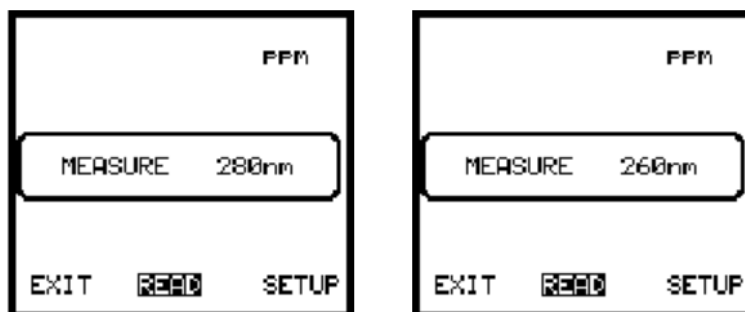 PPM
MEASURE 280nm
EXIT READ SETUP
PPM
MEASURE 260nm
EXIT READ SETUP